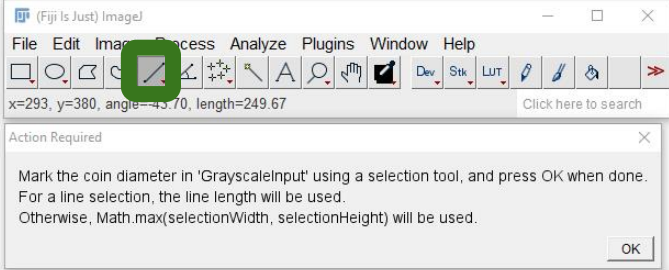 (Fiji Is Just) ImageJ
File Edit Process Analyze Plugins Window Help
Dev Stk LUT A >>
x=293, y=380, angle=-43.70, length=249.67 Click here to search
Action Required
Mark the coin diameter in 'GrayscaleInput' using a selection tool, and press OK when done.
For a line selection, the line length will be used.
Otherwise, Math.max(selectionWidth, selectionHeight) will be used.
OK